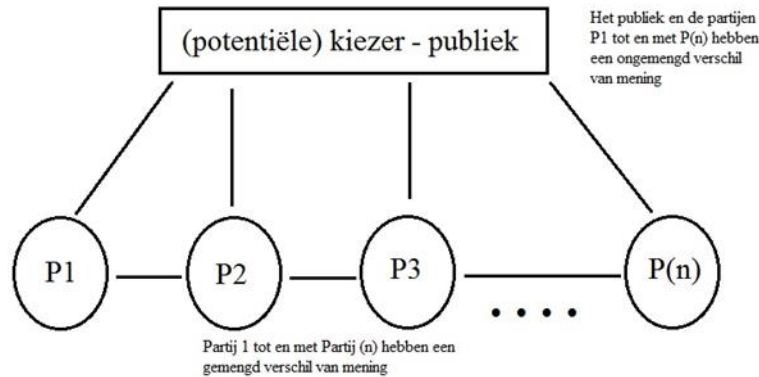 (potentiële) kiezer - publiek
Het publiek en de partijen
P1 tot en met P(n) hebben
een ongemengd verschil
van mening
P1
P2
P3
P(n)
Partij 1 tot en met Partij (n) hebben een
gemengd verschil van mening